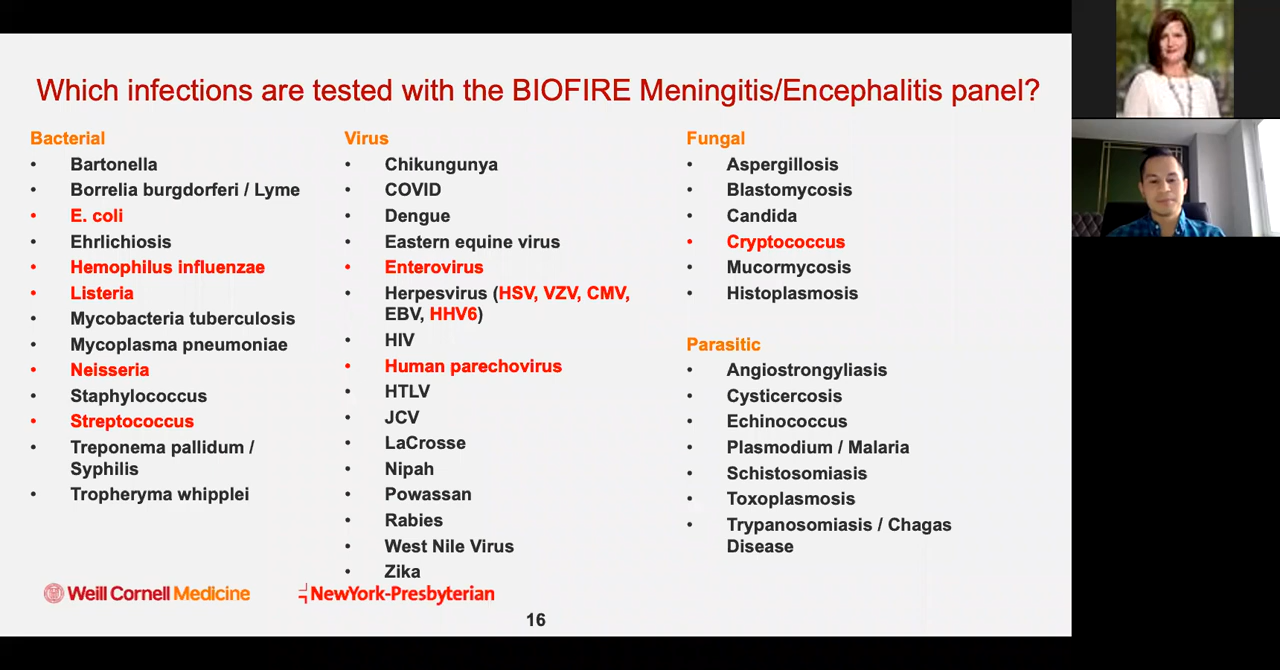 Which infections are tested with the BIOFIRE Meningitis/Encephalitis panel?
Bacterial
• Bartonella
• Borrelia burgdorferi / Lyme
• E. coli
• Ehrlichiosis
• Hemophilus influenzae
• Listeria
• Mycobacteria tuberculosis
• Mycoplasma pneumoniae
• Neisseria
• Staphylococcus
• Streptococcus
• Treponema pallidum /
Syphilis
• Tropheryma whipplei
Virus
• Chikungunya
• COVID
• Dengue
• Eastern equine virus
• Enterovirus
• Herpesvirus (HSV, VZV, CMV,
EBV, HHV6)
• HIV
• Human parechovirus
• HTLV
• JCV
• LaCrosse
• Nipah
• Powassan
• Rabies
• West Nile Virus
• Zika
Fungal
• Aspergillosis
• Blastomycosis
• Candida
• Cryptococcus
• Mucormycosis
• Histoplasmosis
Parasitic
• Angiostrongyliasis
• Cysticercosis
• Echinococcus
• Plasmodium / Malaria
• Schistosomiasis
• Toxoplasmosis
• Trypanosomiasis / Chagas
Disease
Weill Cornell Medicine
NewYork-Presbyterian
16